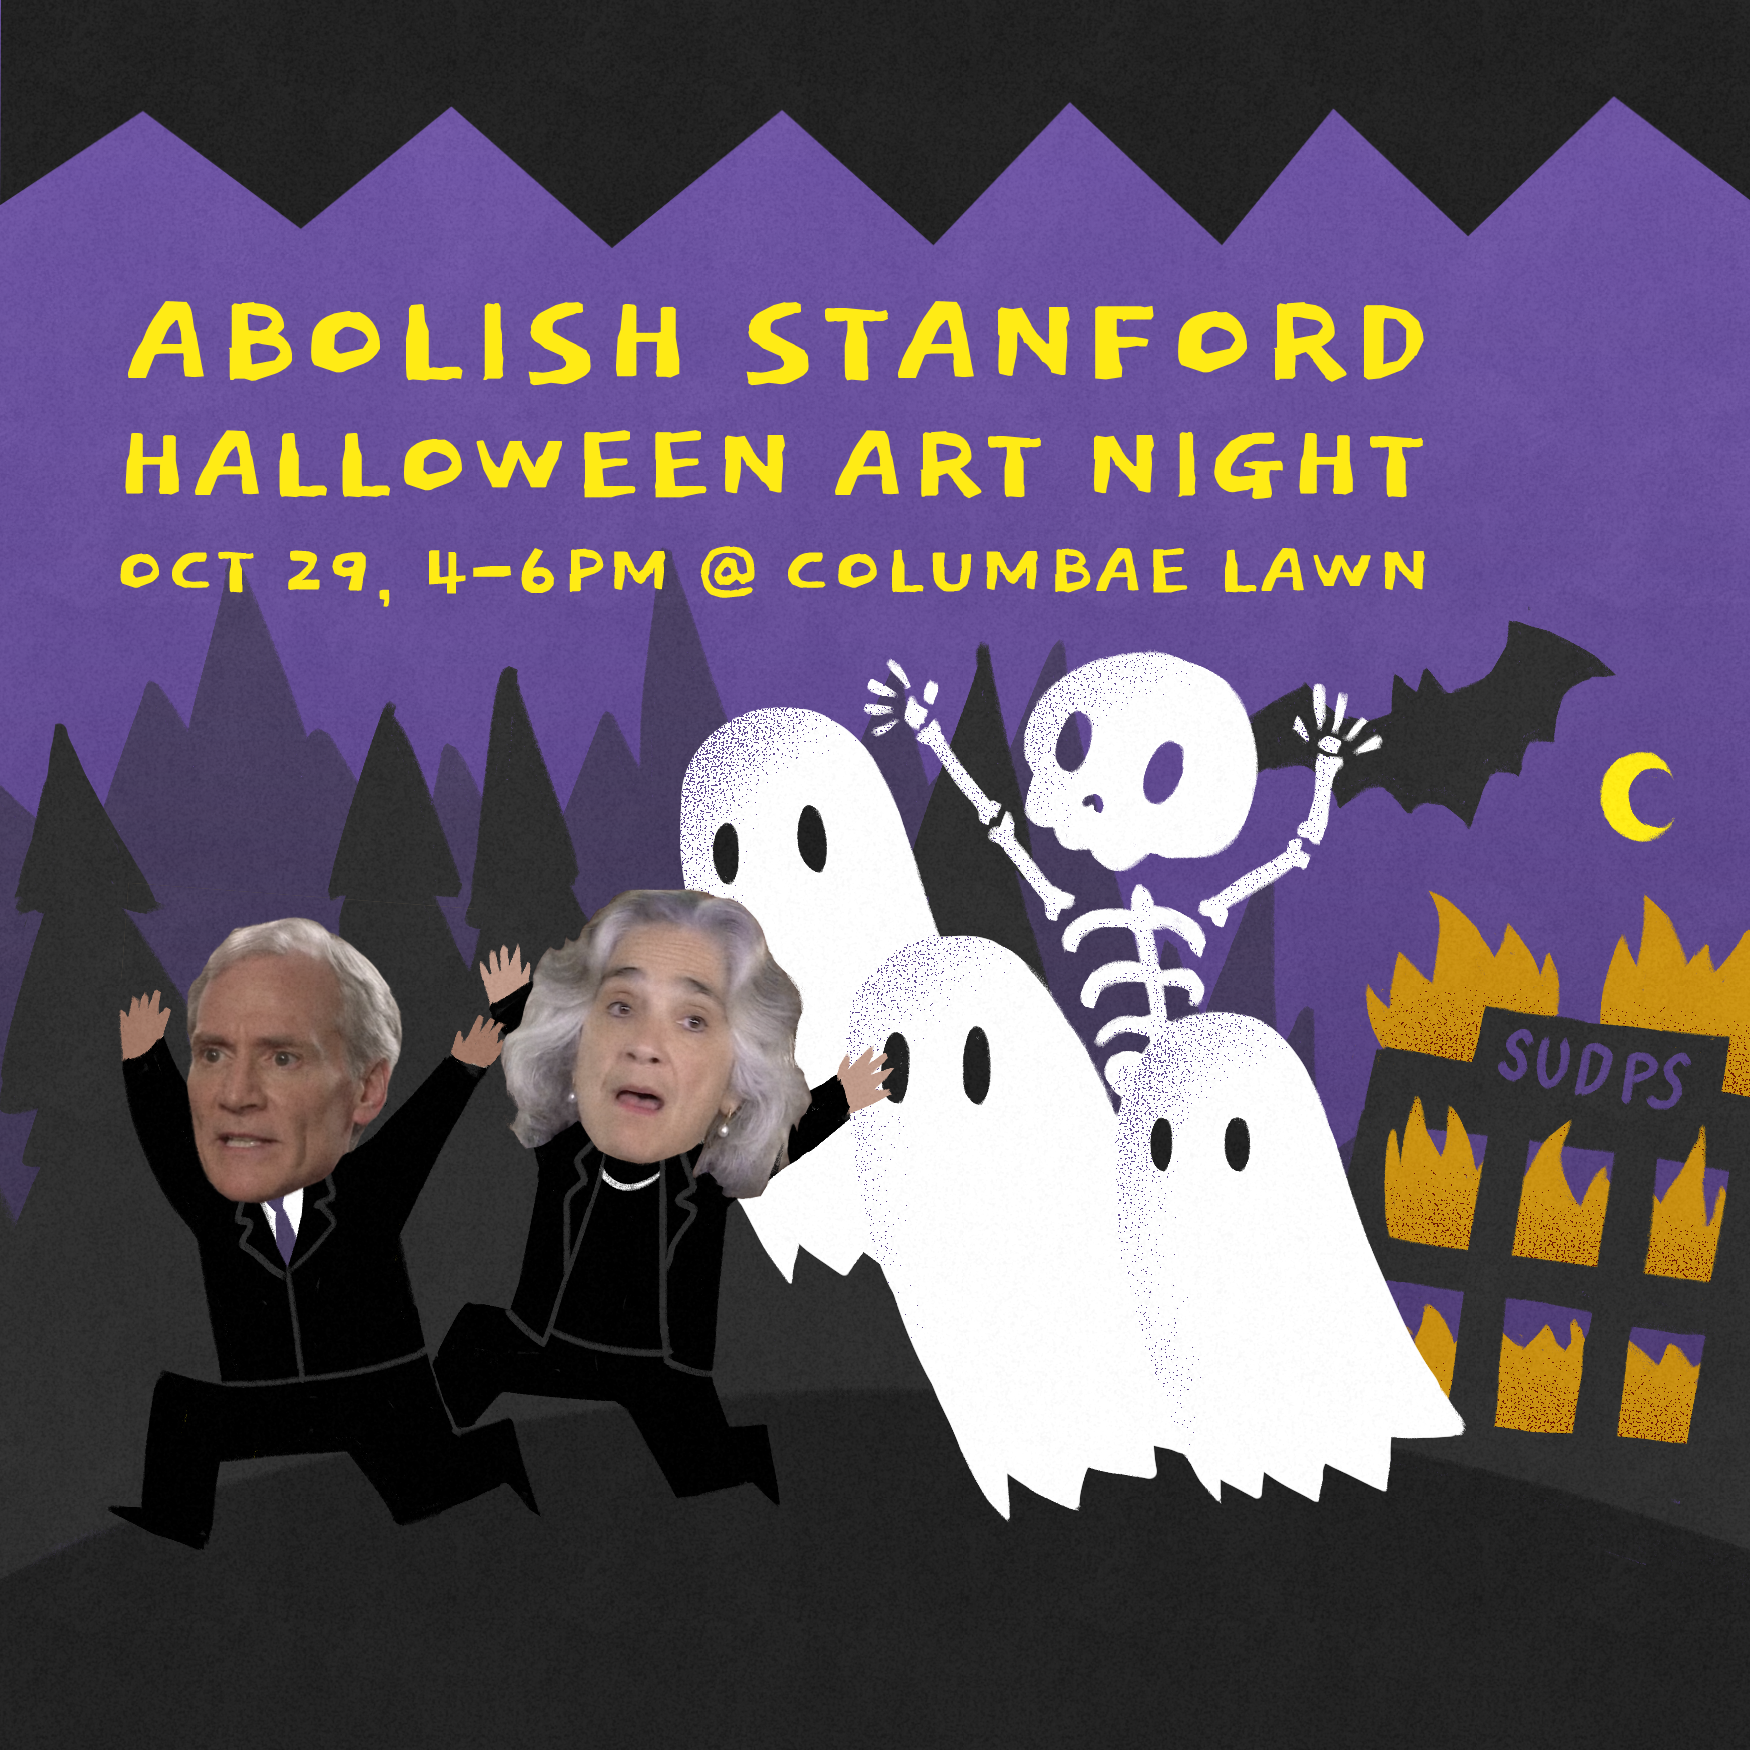 ABOLISH STANFORD
HALLOWEEN ART NIGHT
OCT 29, 4-6PM @ COLUMBAE LAWN
SUDPS